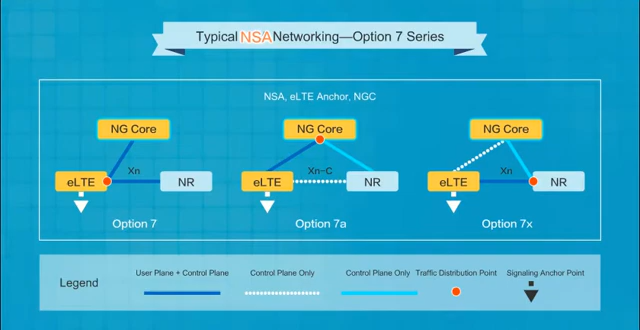 Typical NSA Networking—Option 7 Series
NSA, eLTE Anchor, NGC
NG Core NG Core NG Core
Xn Xn-C Xn
eLTE NR eLTE NR eLTE NR
Option 7 Option 7a Option 7x
Legend
User Plane + Control Plane Control Plane Only Control Plane Only Traffic Distribution Point Signaling Anchor Point